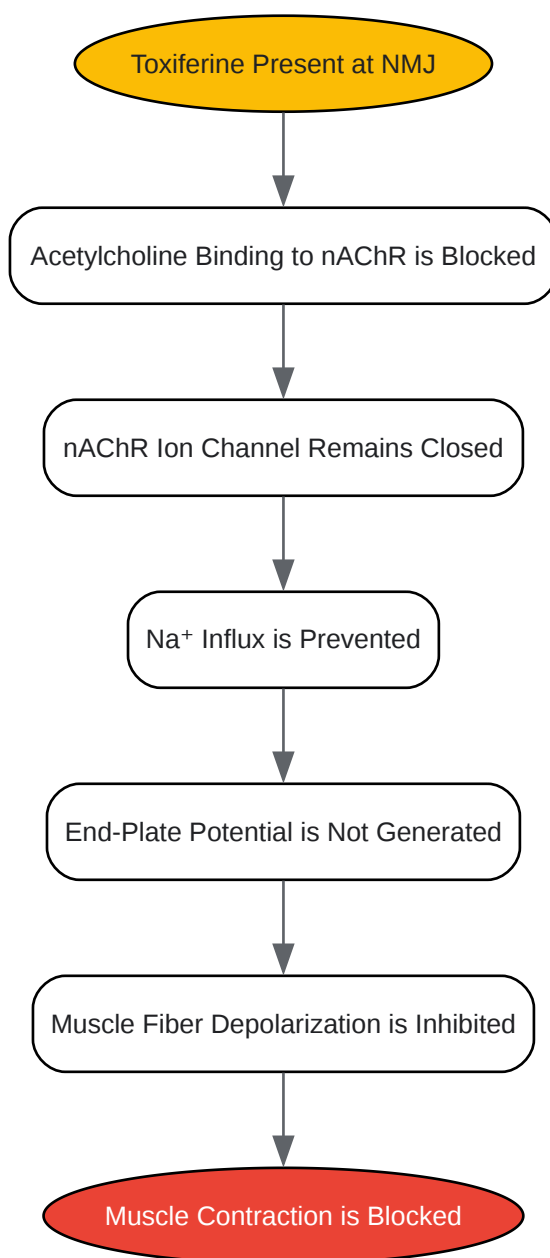 Toxiferine Present at NMJ
Acetylcholine Binding to nAChR is Blocked
nAChR Ion Channel Remains Closed
Na⁺ Influx is Prevented
End-Plate Potential is Not Generated
Muscle Fiber Depolarization is Inhibited
Muscle Contraction is Blocked